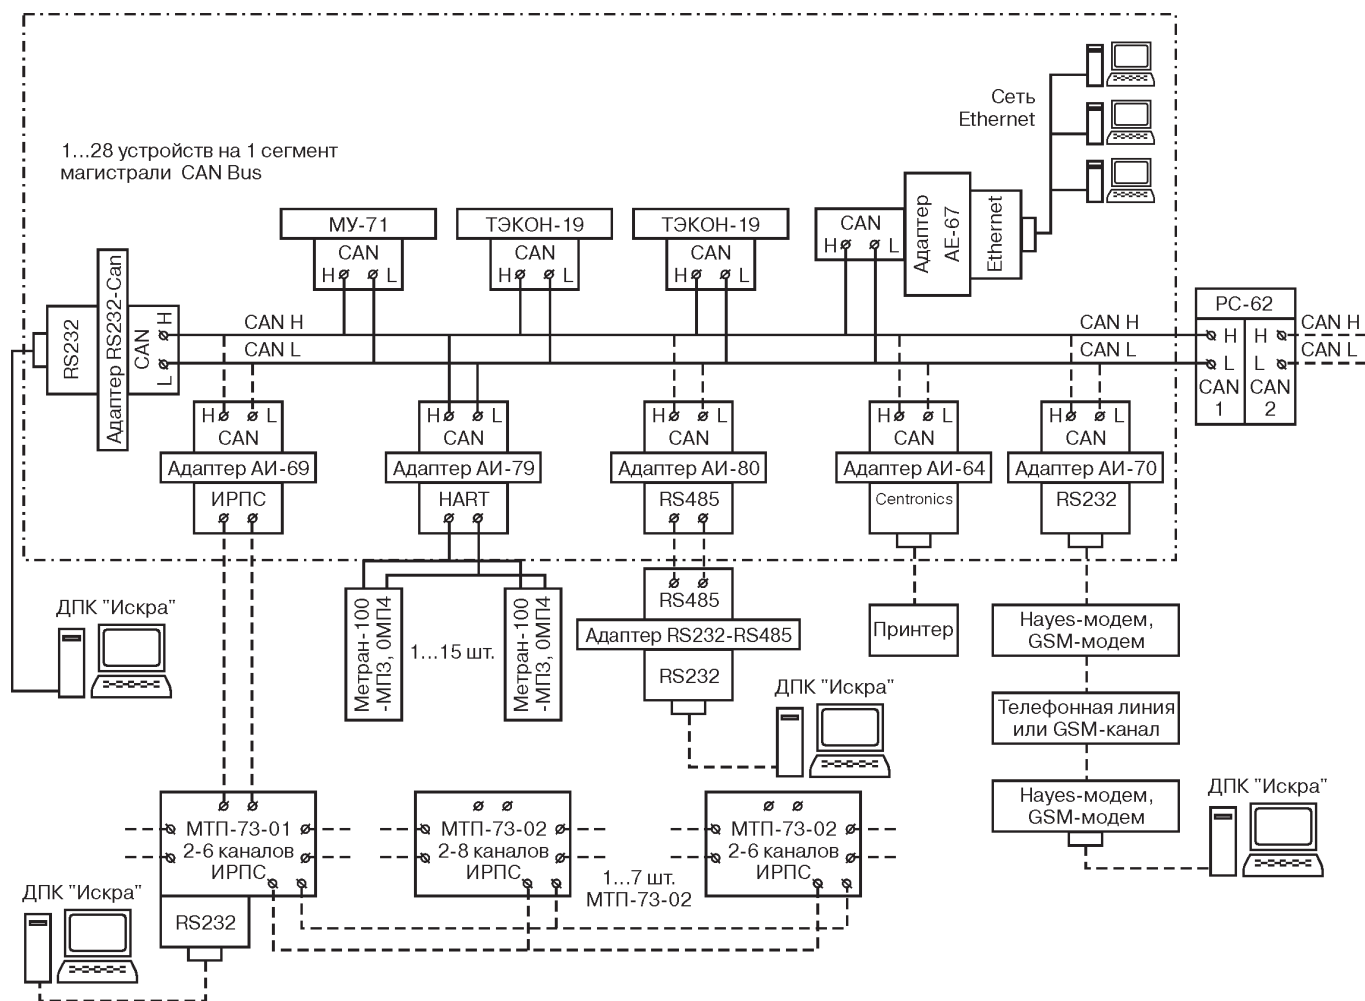 Сеть
Ethernet
1...28 устройств на 1 сегмент
магистрали CAN Bus
МУ-71
CAN
H
L
ТЭКОН-19
CAN
H
L
ТЭКОН-19
CAN
H
L
CAN
H
L
Адаптер
АЕ-67
Ethernet
RS232
Адаптер RS232-Can
CAN
H
L
CAN H
CAN L
CAN H
CAN L
РС-62
H
L
CAN
1
H
L
CAN
2
CAN H
CAN L
H
L
CAN
Адаптер АИ-69
ИРПС
H
L
CAN
Адаптер АИ-79
HART
H
L
CAN
Адаптер АИ-80
RS485
H
L
CAN
Адаптер АИ-64
Centronics
H
L
CAN
Адаптер АИ-70
RS232
ДПК "Искра"
Метран-100
-МП3, 0МП4
1...15 шт.
Метран-100
-МП3, 0МП4
RS485
Адаптер RS232-RS485
RS232
ДПК "Искра"
Принтер
Hayes-модем,
GSM-модем
Телефонная линия
или GSM-канал
Hayes-модем,
GSM-модем
ДПК "Искра"
МТП-73-01
2-6 каналов
ИРПС
RS232
МТП-73-02
2-8 каналов
ИРПС
1...7 шт.
МТП-73-02
МТП-73-02
2-6 каналов
ИРПС
ДПК "Искра"